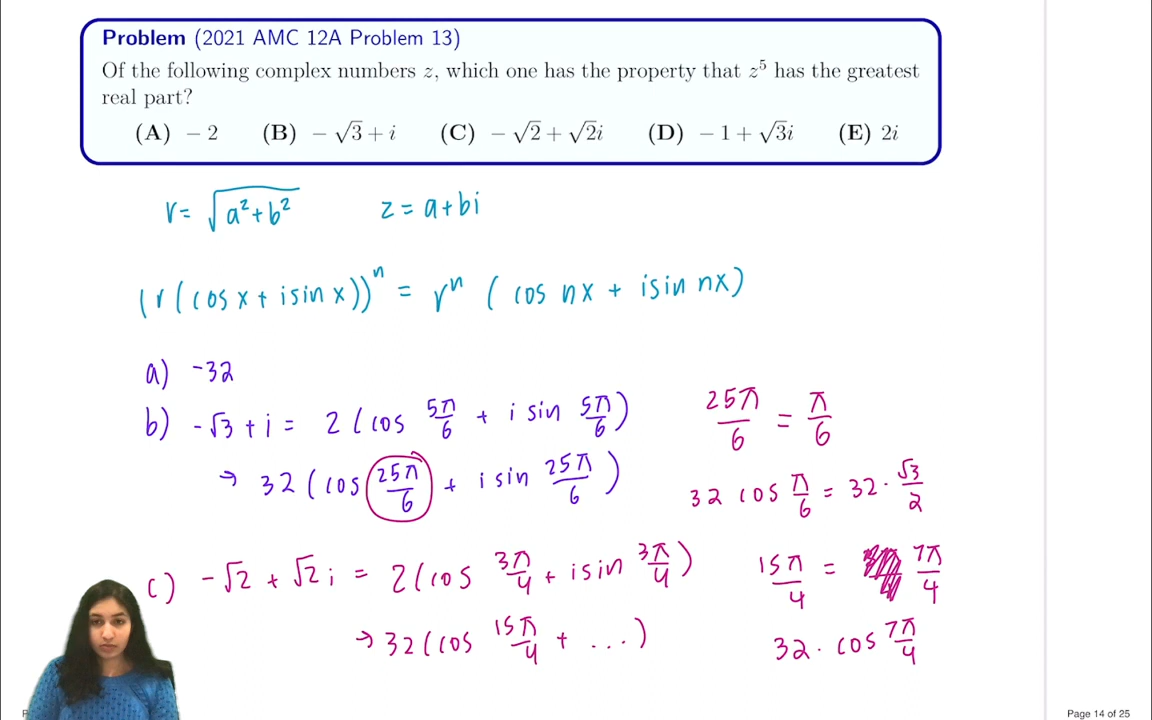 Problem (2021 AMC 12A Problem 13)
Of the following complex numbers z, which one has the property that z⁵ has the greatest
real part?
(A) − 2 (B) − √3 + i (C) − √2 + √2i (D) − 1 + √3i (E) 2i
r = √(a² + b²) z = a + bi
(r(cos x + i sin x))ⁿ = rⁿ (cos nx + i sin nx)
a) -32
b) -√3 + i = 2(cos 5π/6 + i sin 5π/6) 25π/6 = π/6
→ 32(cos 25π/6 + i sin 25π/6) 32 cos π/6 = 32 · √3/2
c) -√2 + √2 i = 2(cos 3π/4 + i sin 3π/4) 15π/4 = 7π/4
→ 32(cos 15π/4 + ...) 32 · cos 7π/4
Page 14 of 25